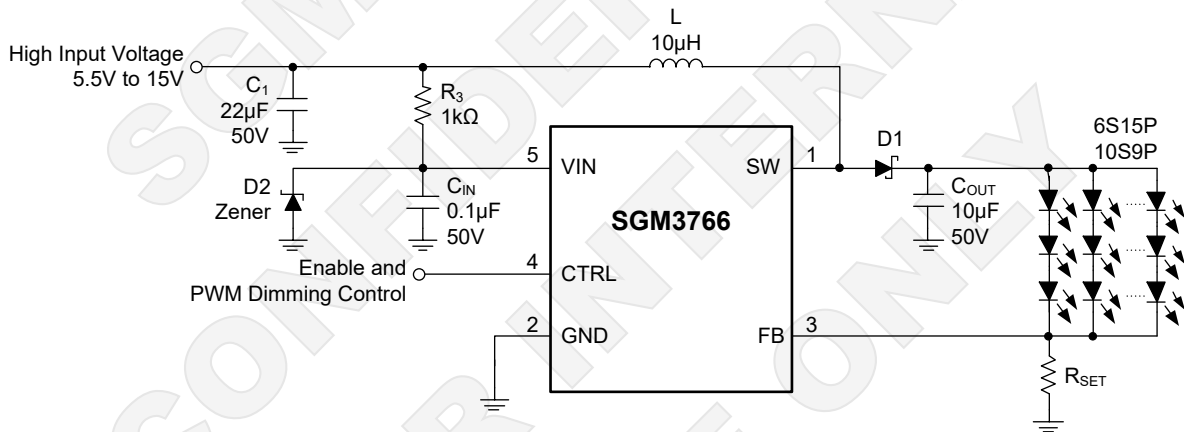 L
10μH
High Input Voltage
5.5V to 15V
C1
22μF
50V
R3
1kΩ
6S15P
10S9P
D1
5
VIN
SW
1
D2
Zener
CIN
0.1μF
50V
COUT
10μF
50V
SGM3766
Enable and
PWM Dimming Control
4
CTRL
2
GND
FB
3
RSET